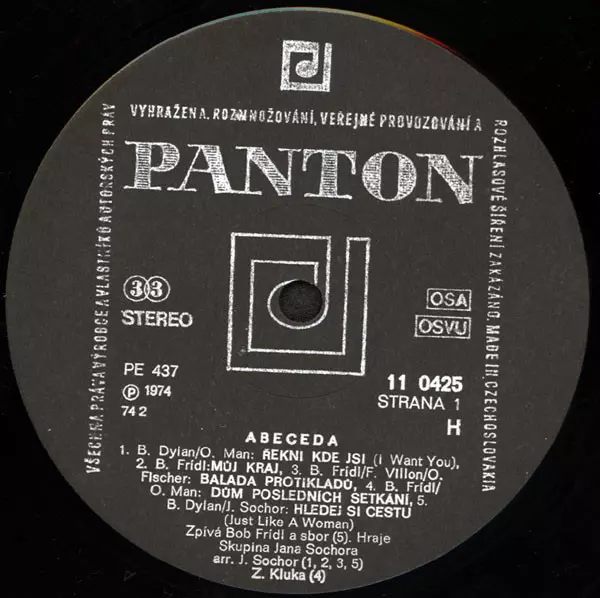 VŠECHNA PRÁVA VÝROBCE A VLASTNÍKŮ AUTORSKÝCH PRÁV
VYHRAŽENA. ROZMNOŽOVÁNÍ, VEŘEJNÉ PROVOZOVÁNÍ A
ROZHLASOVÉ ŠÍŘENÍ ZAKÁZÁNO. MADE IN CZECHOSLOVAKIA
PANTON
33
STEREO
OSA
OSVU
PE 437
Ⓟ 1974
74 2
11 0425
STRANA 1
H
ABECEDA
1. B. Dylan/O. Man: ŘEKNI KDE JSI (I Want You),
2. B. Frídl: MŮJ KRAJ, 3. B. Frídl/F. Villon/O.
Fischer: BALADA PROTIKLADŮ, 4. B. Frídl/
O. Man: DŮM POSLEDNÍCH SETKÁNÍ, 5.
B. Dylan/J. Sochor: HLEDEJ SI CESTU
(Just Like A Woman)
Zpívá Bob Frídl a sbor (5). Hraje
Skupina Jana Sochora
arr. J. Sochor (1, 2, 3, 5)
Z. Kluka (4)